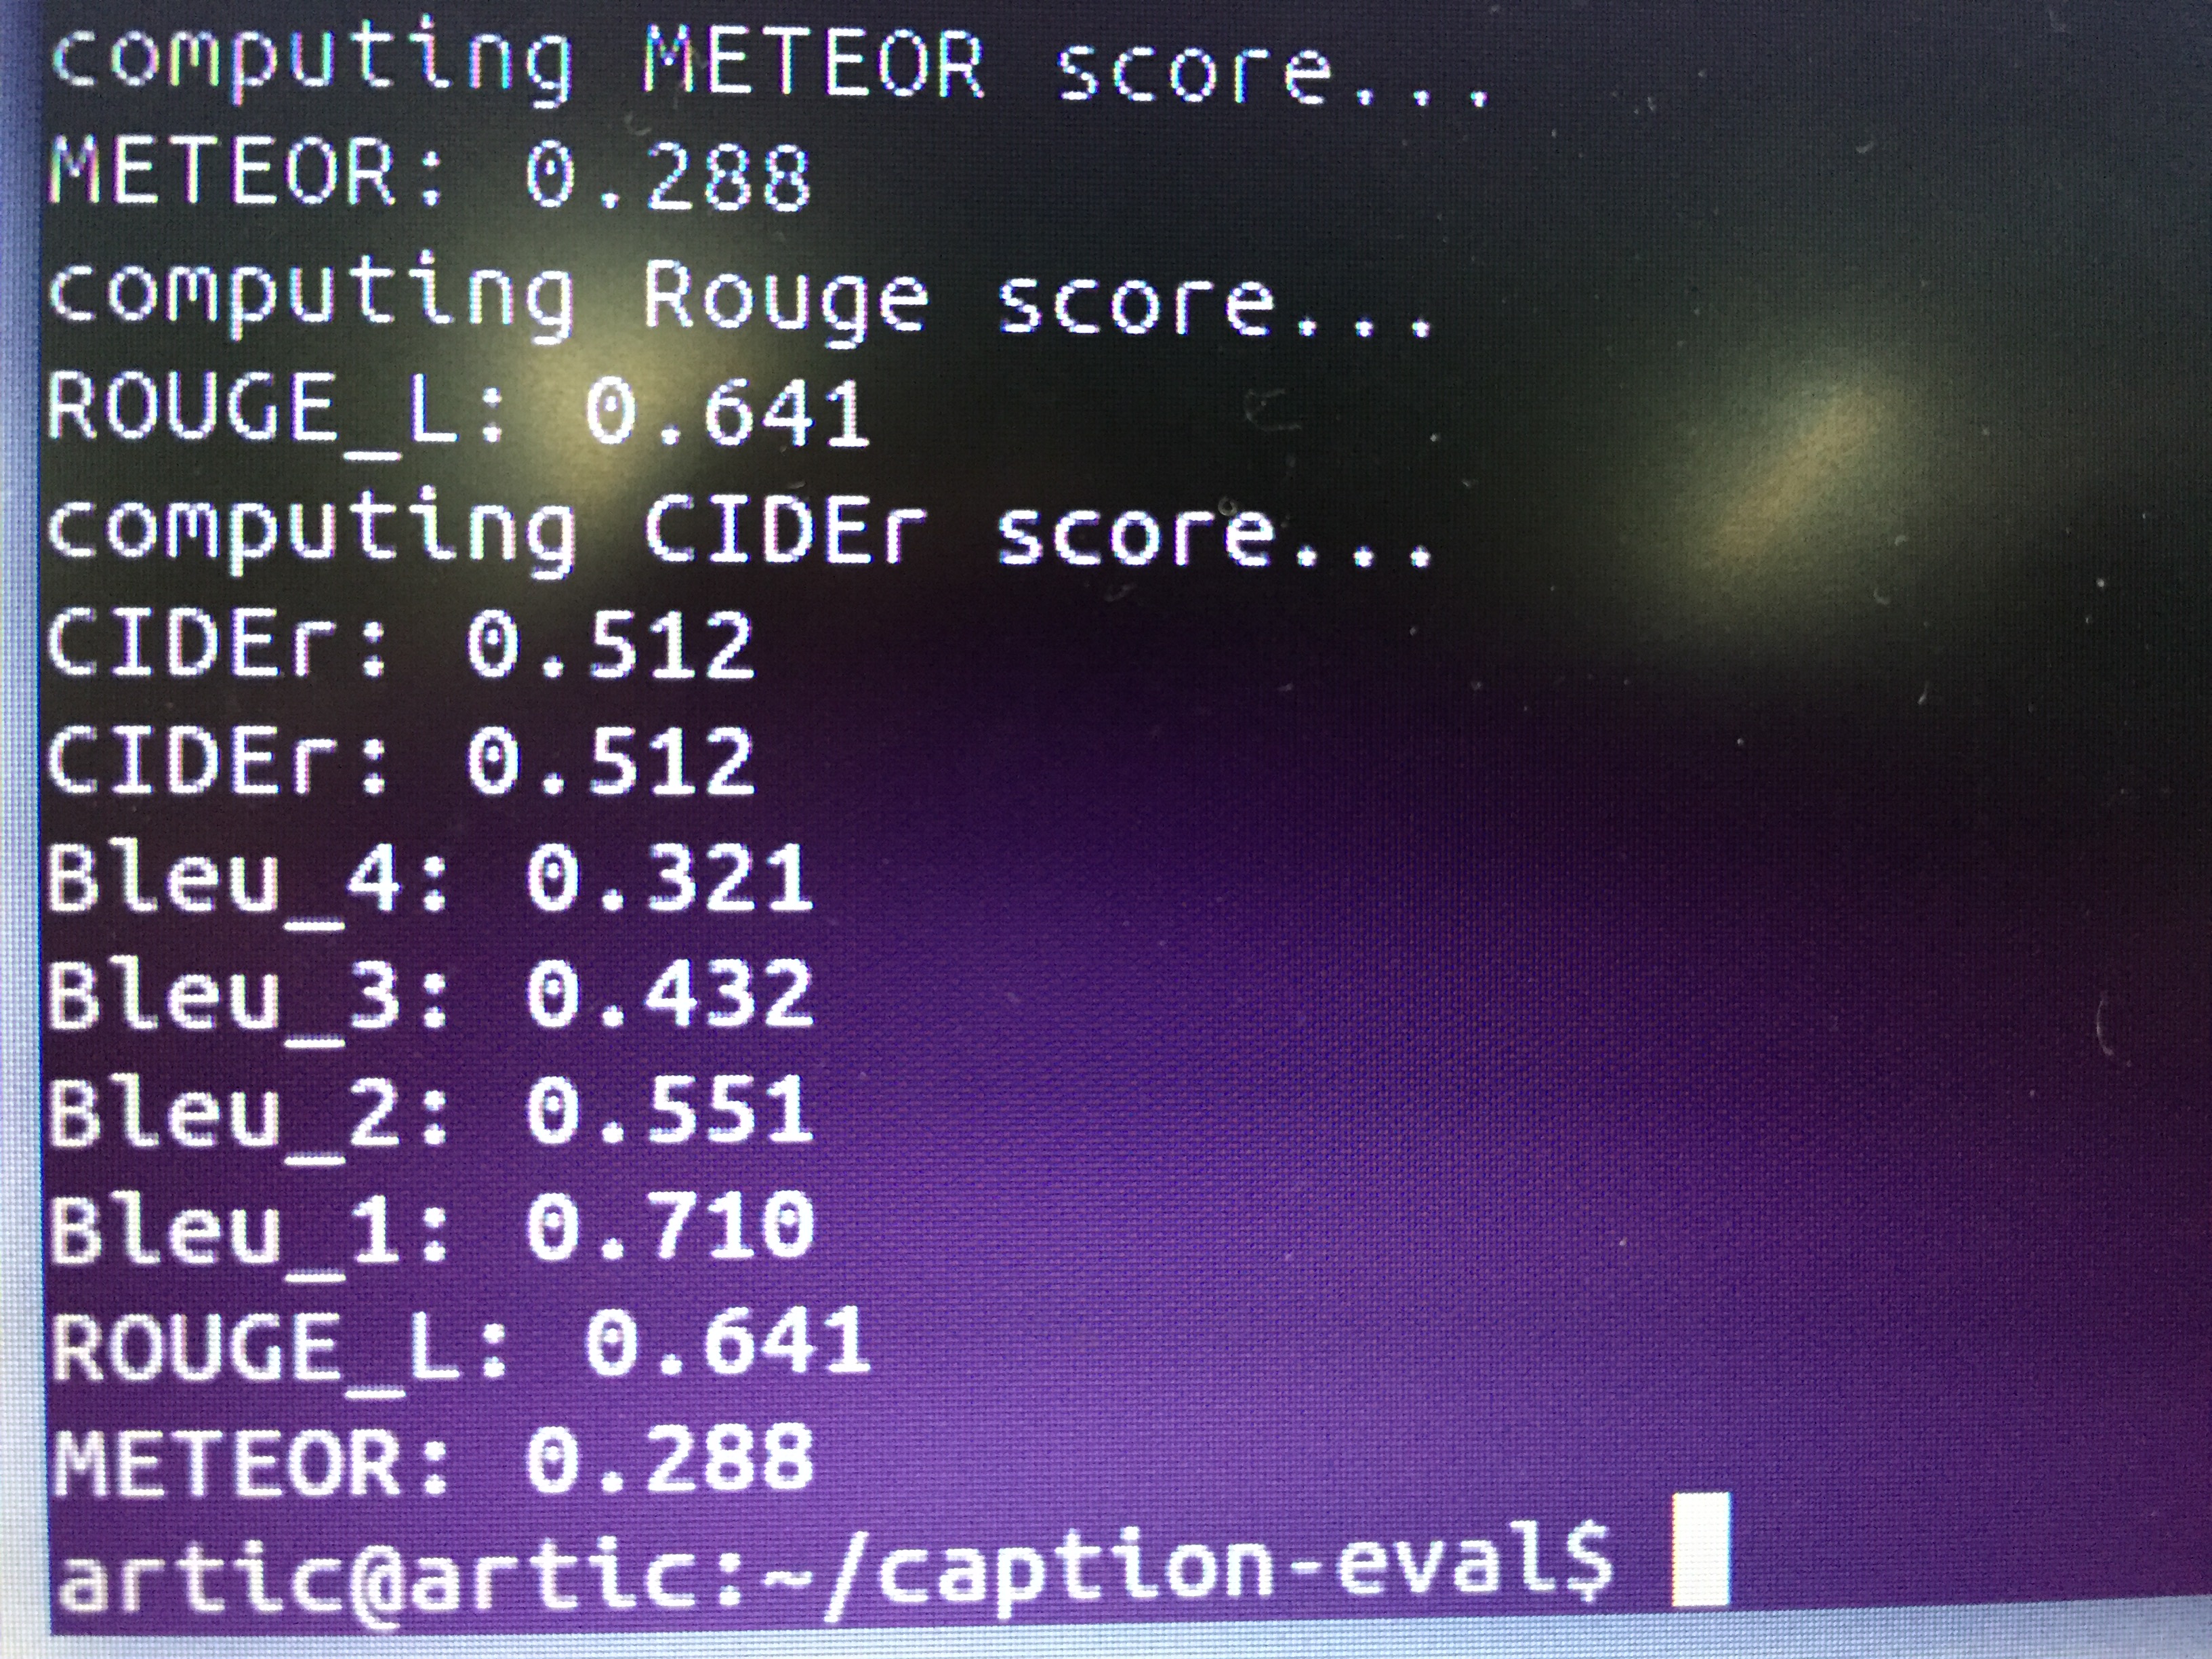 computing METEOR score...
METEOR: 0.288
computing Rouge score...
ROUGE_L: 0.641
computing CIDEr score...
CIDEr: 0.512
CIDEr: 0.512
Bleu_4: 0.321
Bleu_3: 0.432
Bleu_2: 0.551
Bleu_1: 0.710
ROUGE_L: 0.641
METEOR: 0.288
artic@artic:~/caption-eval$